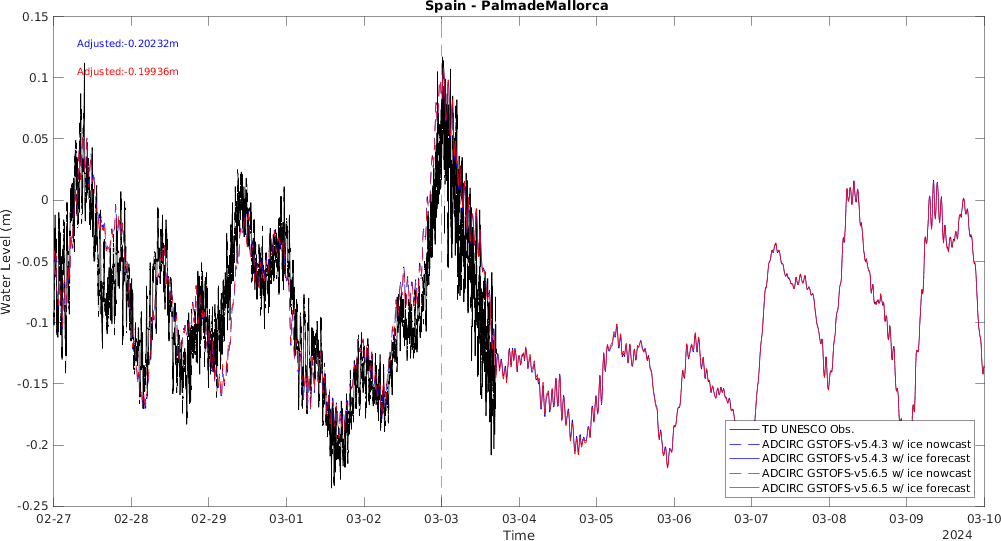 Spain - PalmadeMallorca
Adjusted:-0.20232m
Adjusted:-0.19936m
0.15
0.1
0.05
0
-0.05
-0.1
-0.15
-0.2
-0.25
Water Level (m)
TD UNESCO Obs.
ADCIRC GSTOFS-v5.4.3 w/ ice nowcast
ADCIRC GSTOFS-v5.4.3 w/ ice forecast
ADCIRC GSTOFS-v5.6.5 w/ ice nowcast
ADCIRC GSTOFS-v5.6.5 w/ ice forecast
02-27 02-28 02-29 03-01 03-02 03-03 03-04 03-05 03-06 03-07 03-08 03-09 03-10
Time
2024